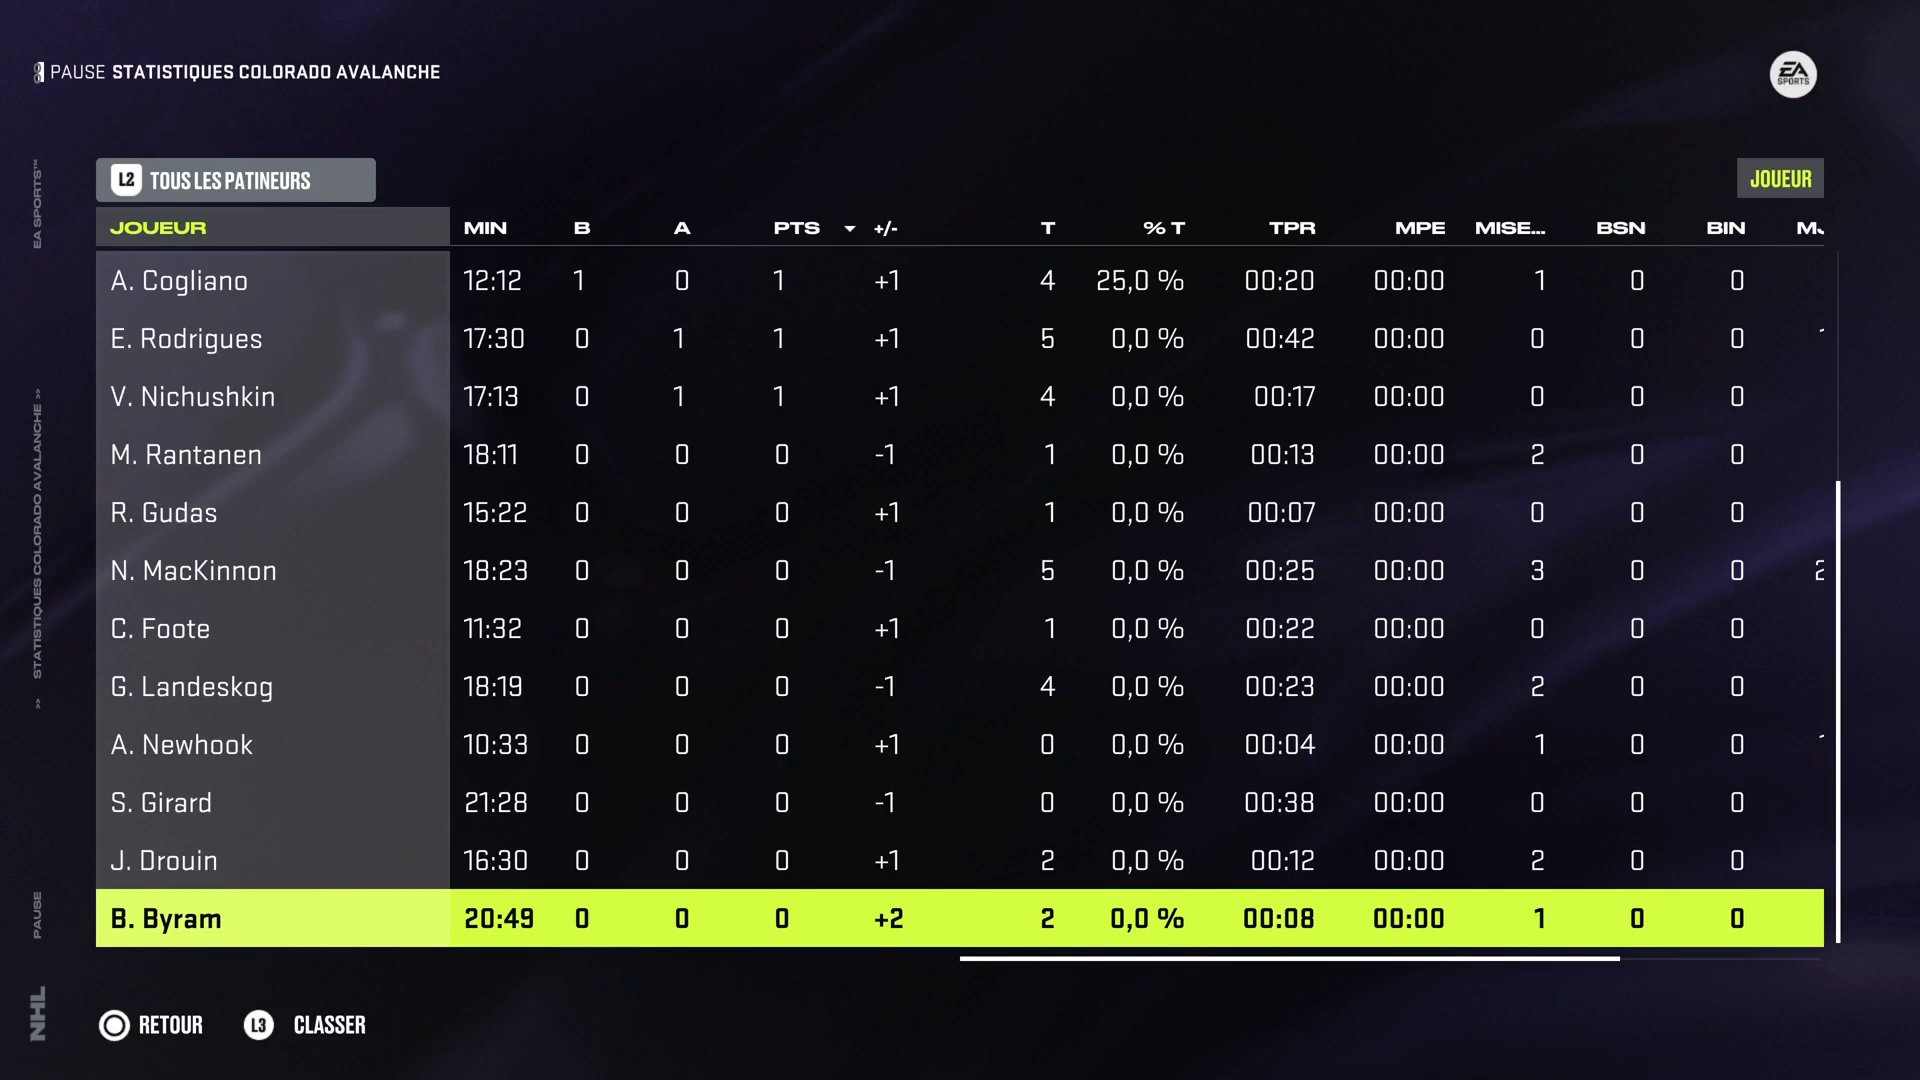 PAUSE STATISTIQUES COLORADO AVALANCHE
EA SPORTS
L2 TOUS LES PATINEURS
JOUEUR
JOUEUR MIN B A PTS +/- T % T TPR MPE MISE... BSN BIN
A. Cogliano 12:12 1 0 1 +1 4 25,0 % 00:20 00:00 1 0 0
E. Rodrigues 17:30 0 1 1 +1 5 0,0 % 00:42 00:00 0 0 0
V. Nichushkin 17:13 0 1 1 +1 4 0,0 % 00:17 00:00 0 0 0
M. Rantanen 18:11 0 0 0 -1 1 0,0 % 00:13 00:00 2 0 0
R. Gudas 15:22 0 0 0 +1 1 0,0 % 00:07 00:00 0 0 0
N. MacKinnon 18:23 0 0 0 -1 5 0,0 % 00:25 00:00 3 0 0 2
C. Foote 11:32 0 0 0 +1 1 0,0 % 00:22 00:00 0 0 0
G. Landeskog 18:19 0 0 0 -1 4 0,0 % 00:23 00:00 2 0 0
A. Newhook 10:33 0 0 0 +1 0 0,0 % 00:04 00:00 1 0 0
S. Girard 21:28 0 0 0 -1 0 0,0 % 00:38 00:00 0 0 0
J. Drouin 16:30 0 0 0 +1 2 0,0 % 00:12 00:00 2 0 0
B. Byram 20:49 0 0 0 +2 2 0,0 % 00:08 00:00 1 0 0
RETOUR L3 CLASSER
NHL PAUSE >> STATISTIQUES COLORADO AVALANCHE >> EA SPORTS™